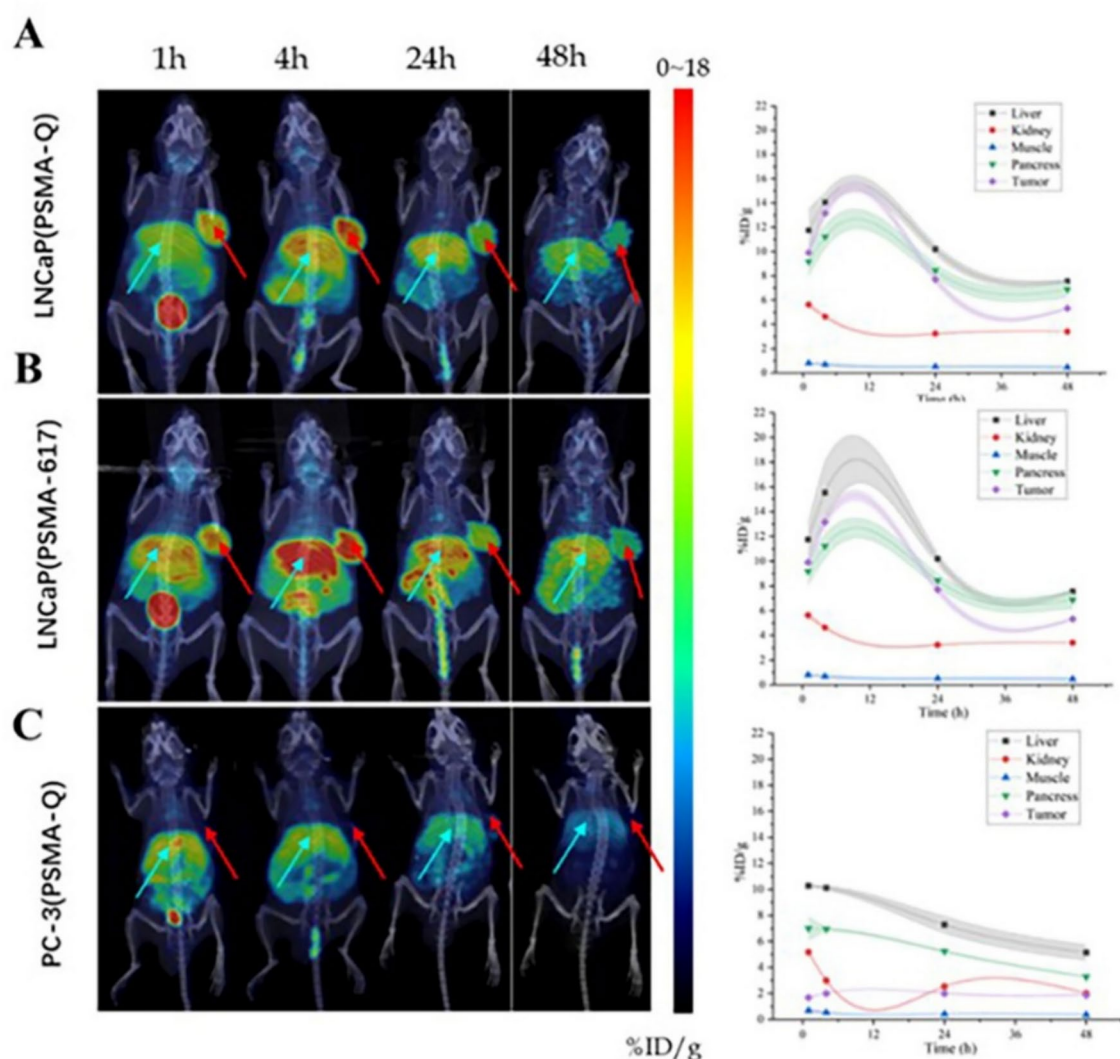 A
1h 4h 24h 48h
0~18
LNCaP(PSMA-Q)
22
20
18
16
14
12
10
8
6
4
2
0
%ID/g
Liver
Kidney
Muscle
Pancress
Tumor
0 12 24 36 48
Time (h)
B
LNCaP(PSMA-617)
22
20
18
16
14
12
10
8
6
4
2
0
%ID/g
Liver
Kidney
Muscle
Pancress
Tumor
0 12 24 36 48
Time (h)
C
PC-3(PSMA-Q)
22
20
18
16
14
12
10
8
6
4
2
0
%ID/g
Liver
Kidney
Muscle
Pancress
Tumor
0 12 24 36 48
Time (h)
%ID/g